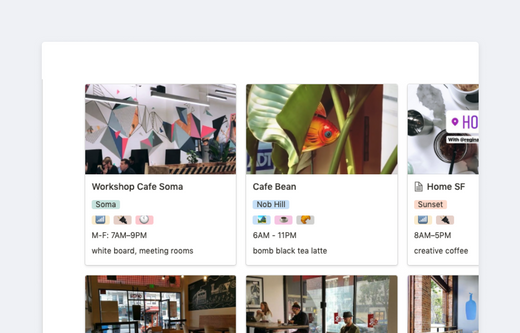 HO
Workshop Cafe Soma
Soma
M-F: 7AM–9PM
white board, meeting rooms
Cafe Bean
Nob Hill
6AM - 11PM
bomb black tea latte
Home SF
Sunset
8AM–5PM
creative coffee